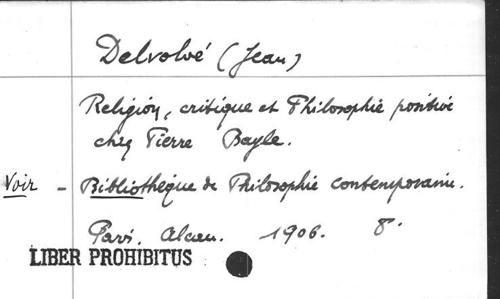 Delvolvé (Jean)
Religion, critique et Philosophie positive
chez Pierre Bayle.
Voir - Bibliothèque de Philosophie contemporaine.
Paris. Alcan. 1906. 8°.
LIBER PROHIBITUS